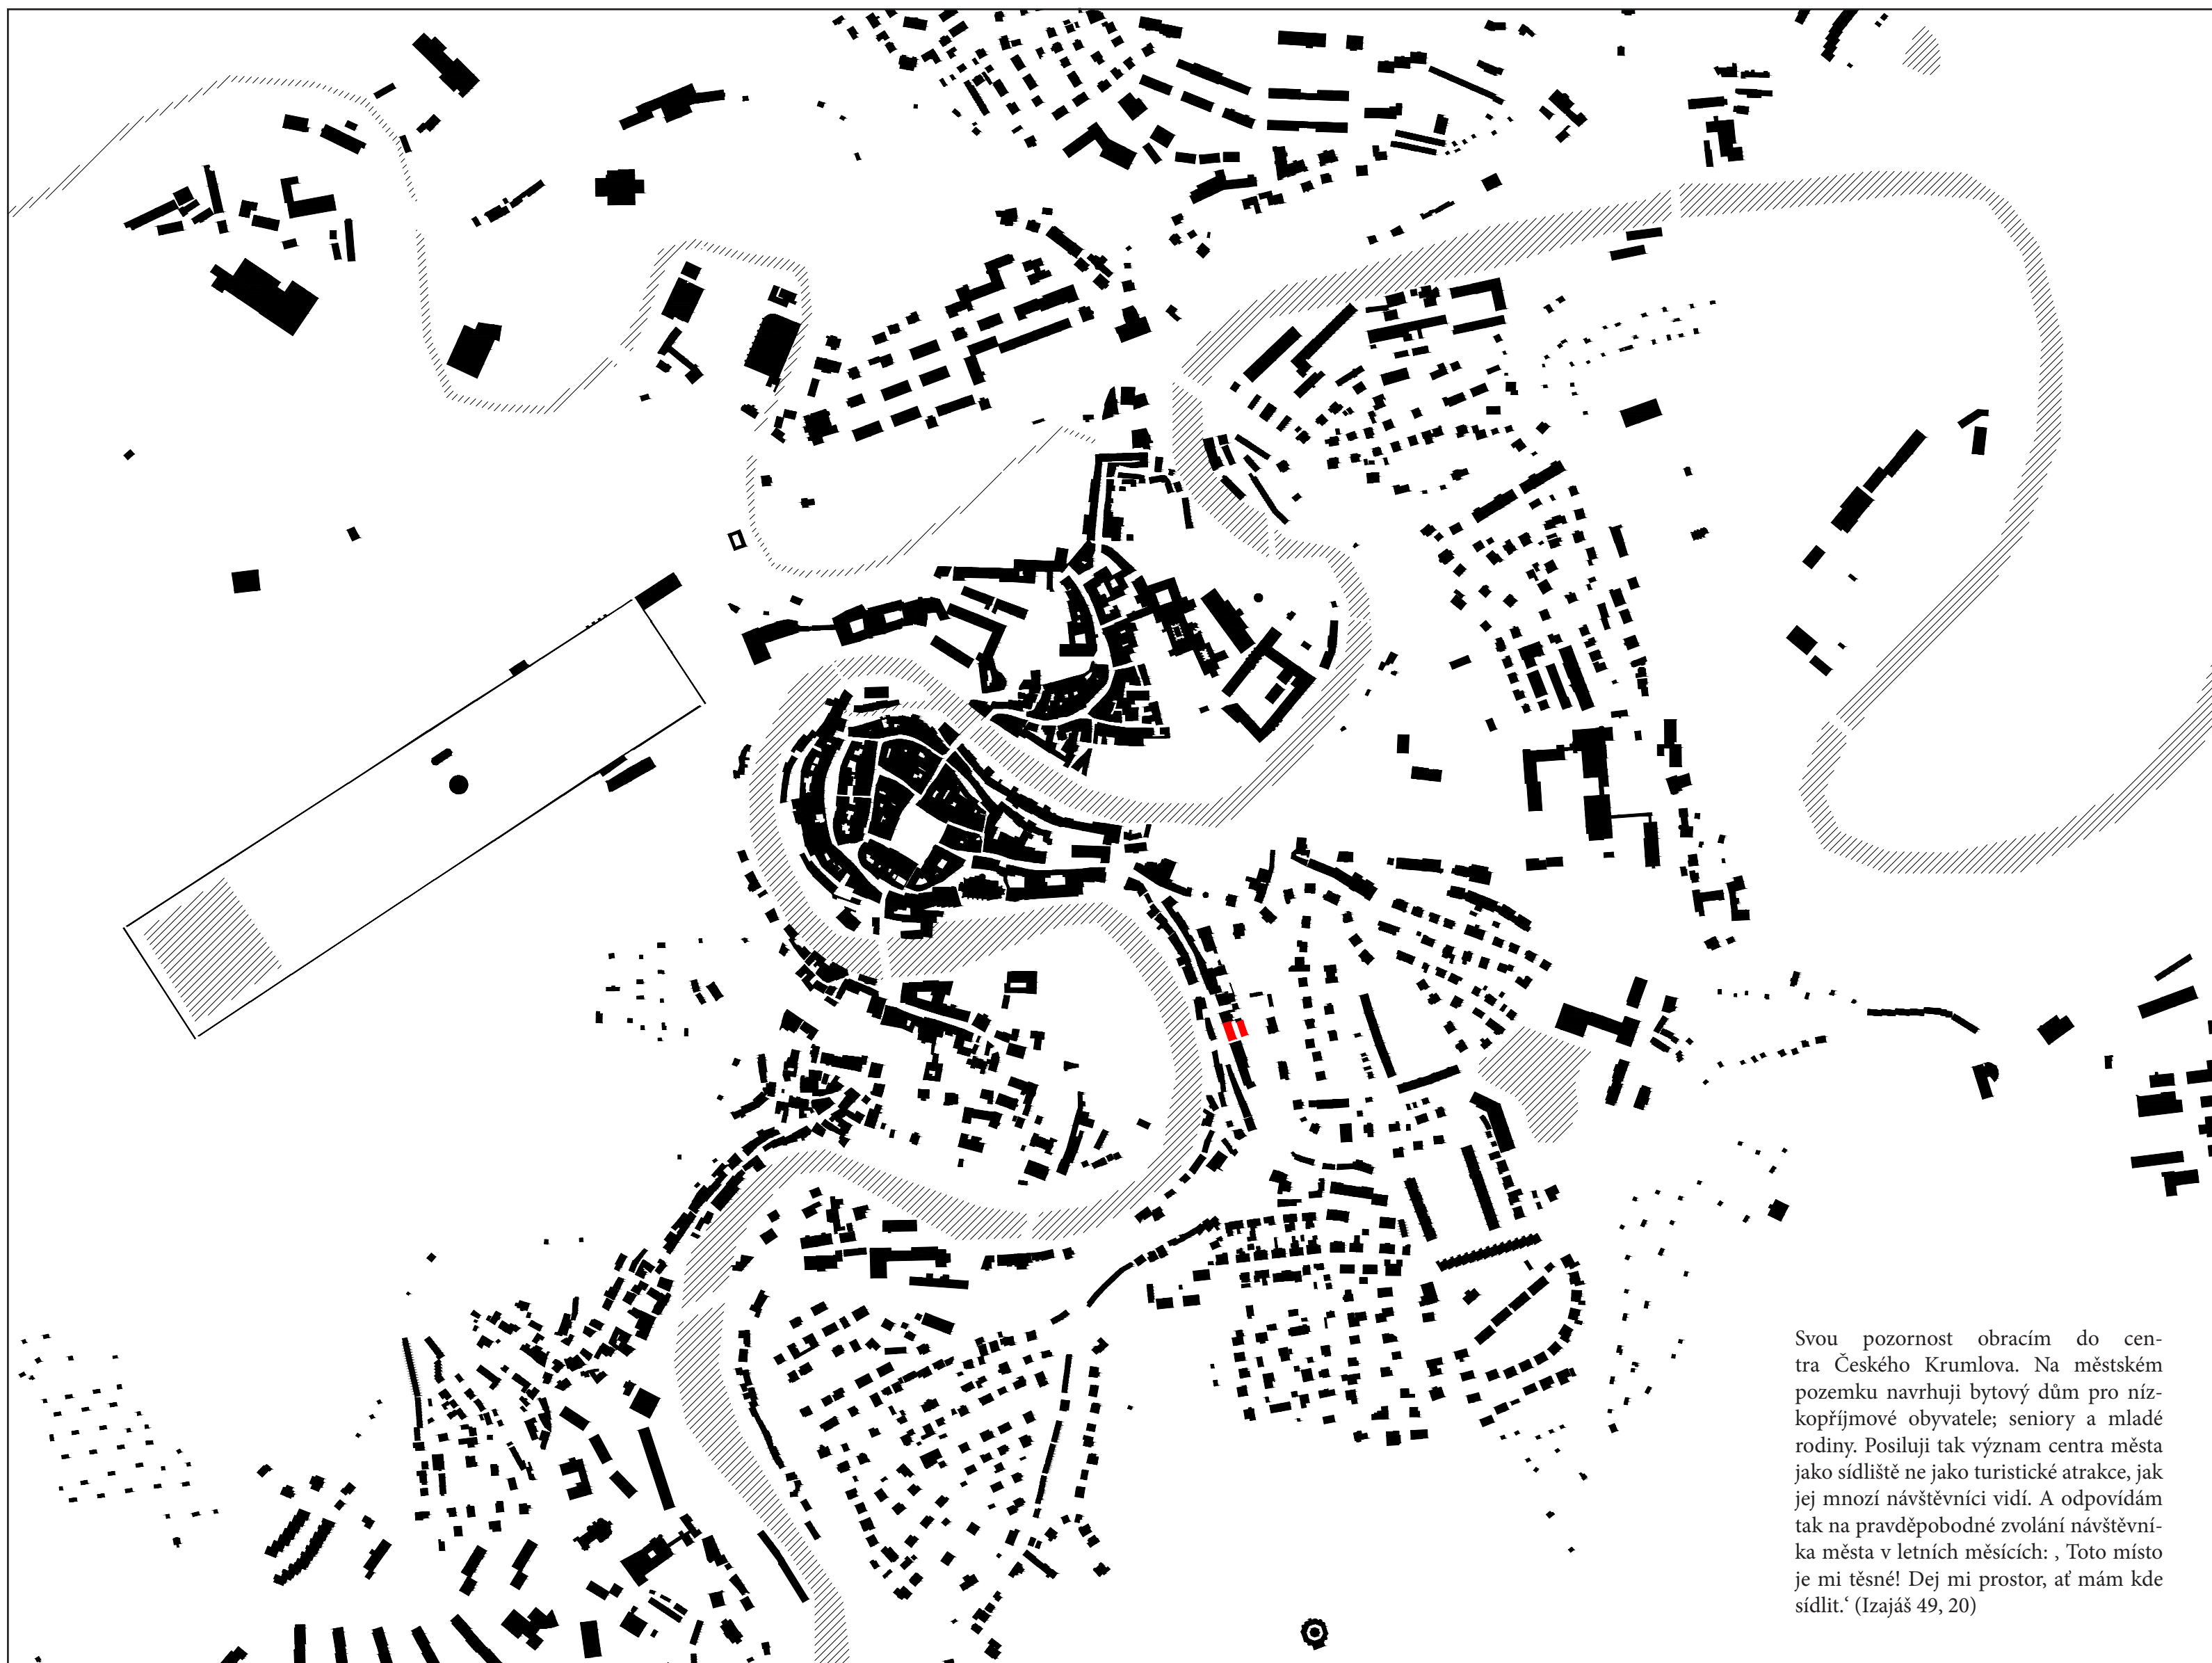 Svou pozornost obracím do cen-
tra Českého Krumlova. Na městském
pozemku navrhuji bytový dům pro níz-
kopříjmové obyvatele; seniory a mladé
rodiny. Posiluji tak význam centra města
jako sídliště ne jako turistické atrakce, jak
jej mnozí návštěvníci vidí. A odpovídám
tak na pravděpobodné zvolání návštěvní-
ka města v letních měsících: ‚ Toto místo
je mi těsné! Dej mi prostor, ať mám kde
sídlit.‘ (Izajáš 49, 20)